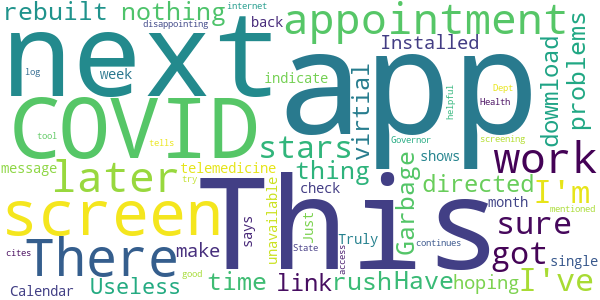 rebuilt nothing disappointing internet back appointment
next app
log week indicate Installed
COVID virtial download problems
tool tells stars Governor shows helpful Dept Health screening
message later telemedicine thing Garbage work
try check directed I'm
screen This unavailable Just month sure
There says State Truly mentioned
cites make link access continues got single
Calendar Useless good time rush Have hoping I've